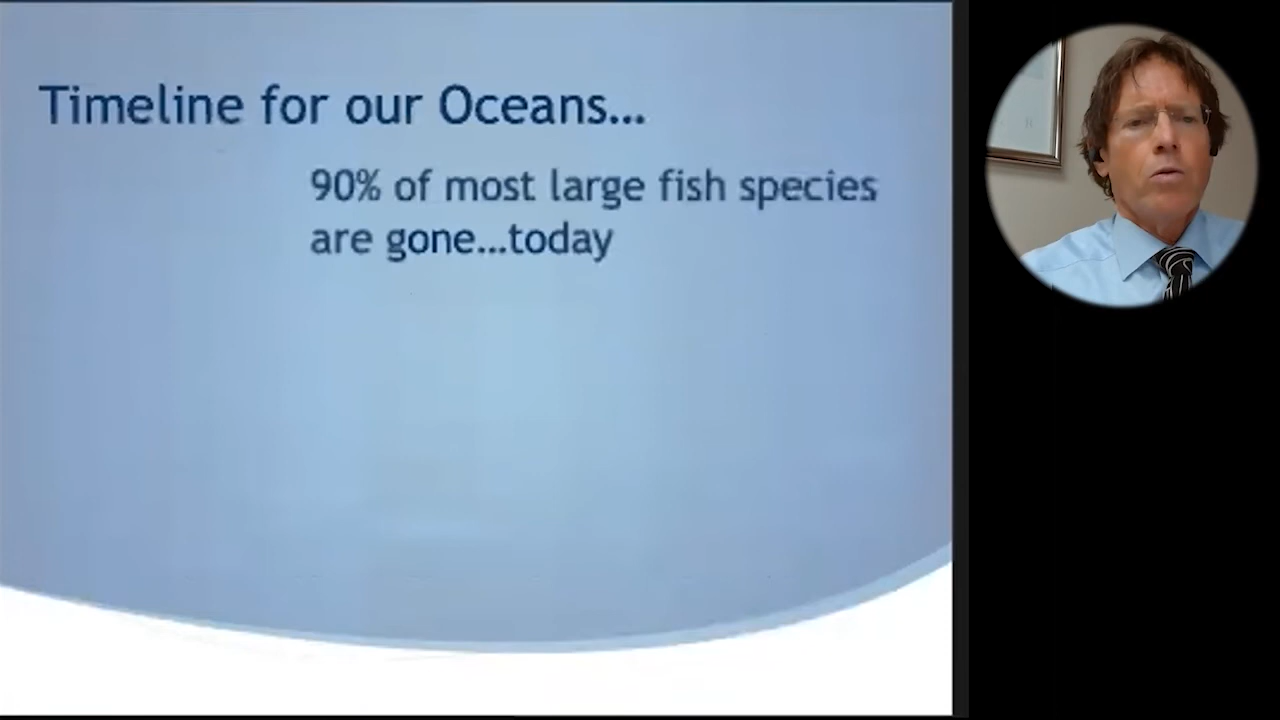 Timeline for our Oceans...
90% of most large fish species
are gone...today